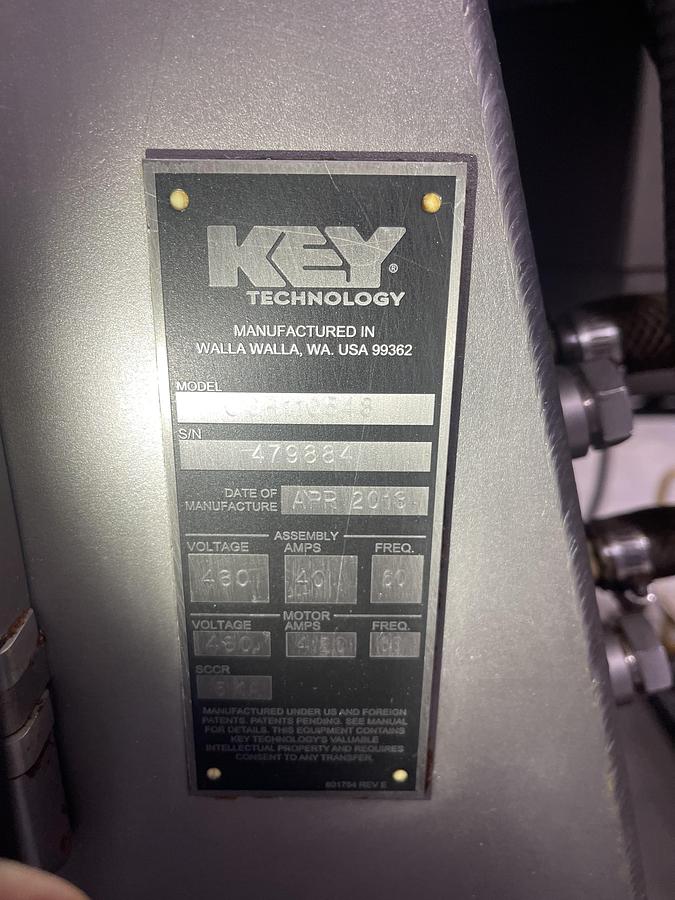 KEY®
TECHNOLOGY
MANUFACTURED IN
WALLA WALLA, WA. USA 99362
MODEL
S/N
479884
DATE OF
MANUFACTURE
APR 2013
ASSEMBLY
VOLTAGE AMPS FREQ.
480 40 60
MOTOR
VOLTAGE AMPS FREQ.
SCCR
MANUFACTURED UNDER US AND FOREIGN
PATENTS. PATENTS PENDING. SEE MANUAL
FOR DETAILS. THIS EQUIPMENT CONTAINS
KEY TECHNOLOGY'S VALUABLE
INTELLECTUAL PROPERTY AND REQUIRES
CONSENT TO ANY TRANSFER.
REV E